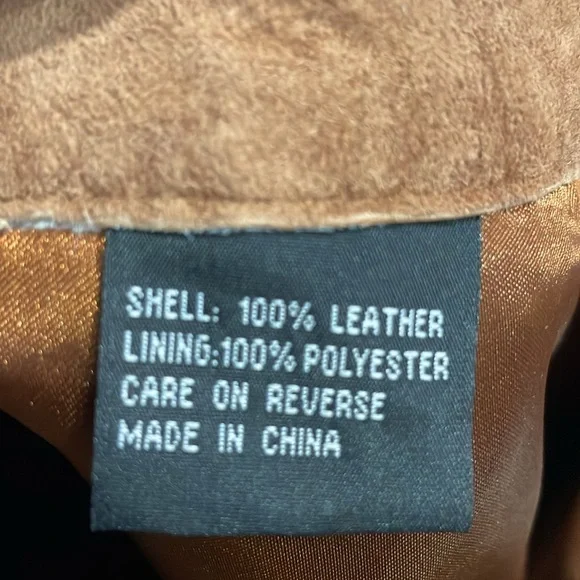 SHELL: 100% LEATHER
LINING:100% POLYESTER
CARE ON REVERSE
MADE IN CHINA